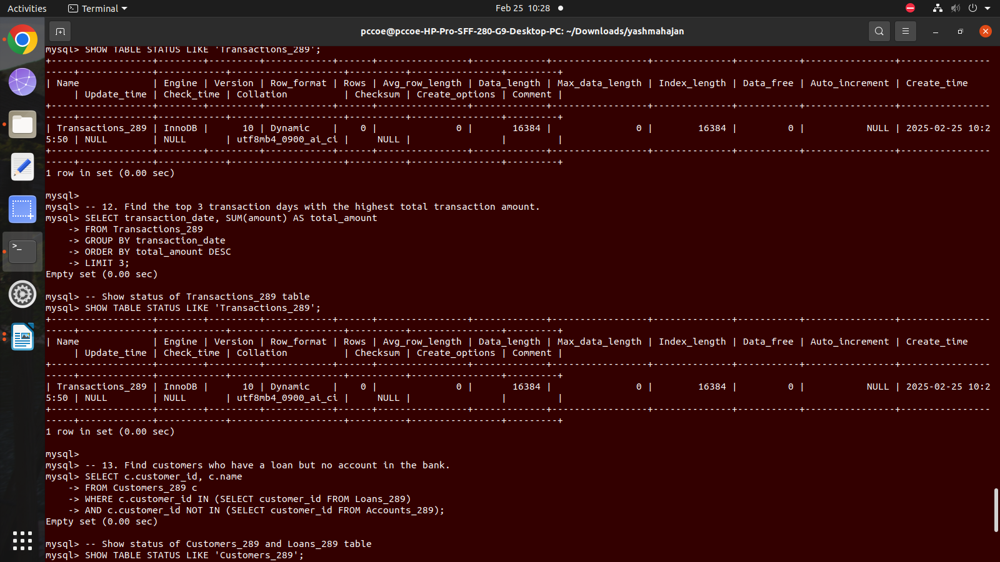 Activities
Terminal
Feb 25 10:28
pccoe@pccoe-HP-Pro-SFF-280-G9-Desktop-PC: ~/Downloads/yashmahajan
mysql> SHOW TABLE STATUS LIKE 'Transactions_289';
+------------------+--------+---------+------------+------+----------------+-------------+-----------------+--------------+-----------+----------------+----------------
-----+-------------+------------+--------------------+----------+----------------+---------+
| Name             | Engine | Version | Row_format | Rows | Avg_row_length | Data_length | Max_data_length | Index_length | Data_free | Auto_increment | Create_time
     | Update_time | Check_time | Collation          | Checksum | Create_options | Comment |
+------------------+--------+---------+------------+------+----------------+-------------+-----------------+--------------+-----------+----------------+----------------
-----+-------------+------------+--------------------+----------+----------------+---------+
| Transactions_289 | InnoDB |      10 | Dynamic    |    0 |              0 |       16384 |               0 |        16384 |         0 |           NULL | 2025-02-25 10:2
5:50 | NULL        | NULL       | utf8mb4_0900_ai_ci |     NULL |                |         |
+------------------+--------+---------+------------+------+----------------+-------------+-----------------+--------------+-----------+----------------+----------------
-----+-------------+------------+--------------------+----------+----------------+---------+
1 row in set (0.00 sec)
mysql>
mysql> -- 12. Find the top 3 transaction days with the highest total transaction amount.
mysql> SELECT transaction_date, SUM(amount) AS total_amount
    -> FROM Transactions_289
    -> GROUP BY transaction_date
    -> ORDER BY total_amount DESC
    -> LIMIT 3;
Empty set (0.00 sec)
mysql> -- Show status of Transactions_289 table
mysql> SHOW TABLE STATUS LIKE 'Transactions_289';
+------------------+--------+---------+------------+------+----------------+-------------+-----------------+--------------+-----------+----------------+----------------
-----+-------------+------------+--------------------+----------+----------------+---------+
| Name             | Engine | Version | Row_format | Rows | Avg_row_length | Data_length | Max_data_length | Index_length | Data_free | Auto_increment | Create_time
     | Update_time | Check_time | Collation          | Checksum | Create_options | Comment |
+------------------+--------+---------+------------+------+----------------+-------------+-----------------+--------------+-----------+----------------+----------------
-----+-------------+------------+--------------------+----------+----------------+---------+
| Transactions_289 | InnoDB |      10 | Dynamic    |    0 |              0 |       16384 |               0 |        16384 |         0 |           NULL | 2025-02-25 10:2
5:50 | NULL        | NULL       | utf8mb4_0900_ai_ci |     NULL |                |         |
+------------------+--------+---------+------------+------+----------------+-------------+-----------------+--------------+-----------+----------------+----------------
-----+-------------+------------+--------------------+----------+----------------+---------+
1 row in set (0.00 sec)
mysql>
mysql> -- 13. Find customers who have a loan but no account in the bank.
mysql> SELECT c.customer_id, c.name
    -> FROM Customers_289 c
    -> WHERE c.customer_id IN (SELECT customer_id FROM Loans_289)
    -> AND c.customer_id NOT IN (SELECT customer_id FROM Accounts_289);
Empty set (0.00 sec)
mysql> -- Show status of Customers_289 and Loans_289 table
mysql> SHOW TABLE STATUS LIKE 'Customers_289';